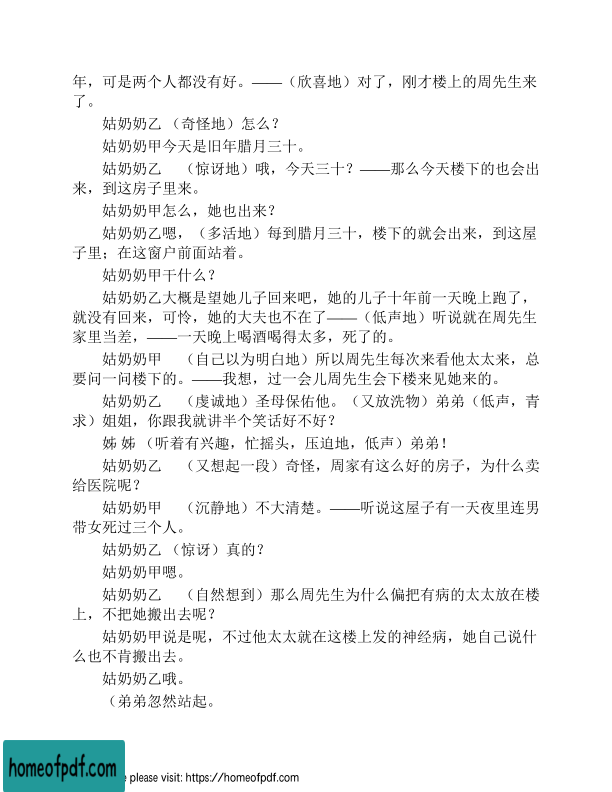 年，可是两个人都没有好。——（欣喜地）对了，刚才楼上的周先生来
了。
姑奶奶乙 （奇怪地）怎么？
姑奶奶甲今天是旧年腊月三十。
姑奶奶乙 （惊讶地）哦，今天三十？——那么今天楼下的也会出
来，到这房子里来。
姑奶奶甲怎么，她也出来？
姑奶奶乙嗯，（多活地）每到腊月三十，楼下的就会出来，到这屋
子里；在这窗户前面站着。
姑奶奶甲干什么？
姑奶奶乙大概是望她儿子回来吧，她的儿子十年前一天晚上跑了，
就没有回来，可怜，她的大夫也不在了——（低声地）听说就在周先生
家里当差，——一天晚上喝酒喝得太多，死了的。
姑奶奶甲 （自己以为明白地）所以周先生每次来看他太太来，总
要问一问楼下的。——我想，过一会儿周先生会下楼来见她来的。
姑奶奶乙 （虔诚地）圣母保佑他。（又放洗物）弟弟（低声，青
求）姐姐，你跟我就讲半个笑话好不好？
姊 姊 （听着有兴趣，忙摇头，压迫地，低声）弟弟！
姑奶奶乙 （又想起一段）奇怪，周家有这么好的房子，为什么卖
给医院呢？
姑奶奶甲 （沉静地）不大清楚。——听说这屋子有一天夜里连男
带女死过三个人。
姑奶奶乙 （惊讶）真的？
姑奶奶甲嗯。
姑奶奶乙 （自然想到）那么周先生为什么偏把有病的太太放在楼
上，不把她搬出去呢？
姑奶奶甲说是呢，不过他太太就在这楼上发的神经病，她自己说什
么也不肯搬出去。
姑奶奶乙哦。
（弟弟忽然站起。
homeofpdf.com
e please visit: https://homeofpdf.com